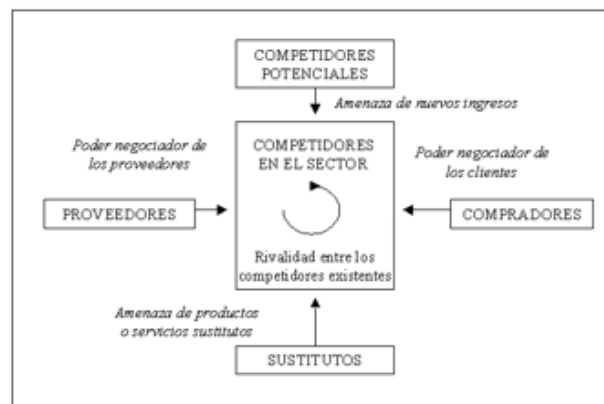 COMPETIDORES
POTENCIALES
Amenaza de nuevos ingresos
Poder negociador de
los proveedores
COMPETIDORES
EN EL SECTOR
Poder negociador de
los clientes
PROVEEDORES
COMPRADORES
Rivalidad entre los
competidores existentes
Amenaza de productos
o servicios sustitutos
SUSTITUTOS